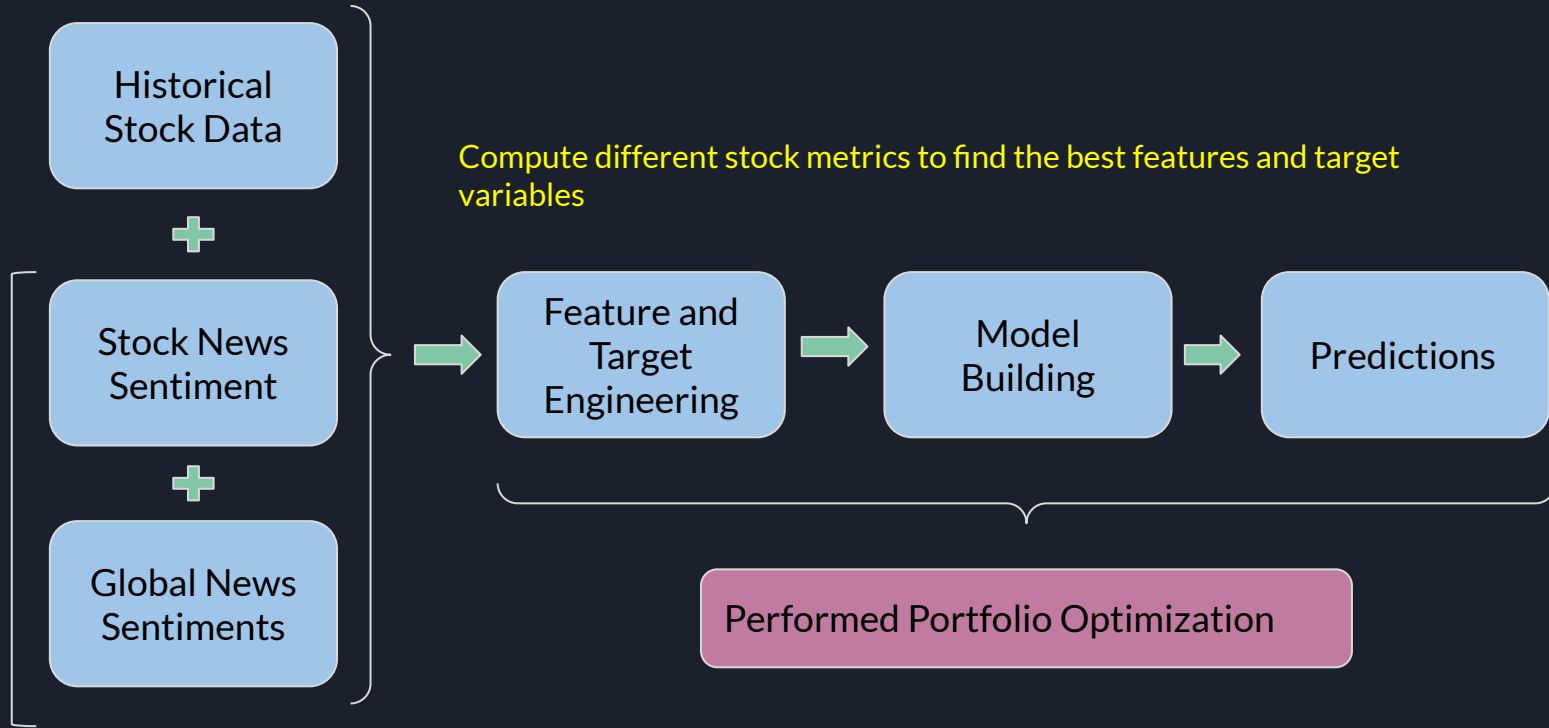 Historical
Stock Data
Compute different stock metrics to find the best features and target
variables
Stock News
Sentiment
Feature and
Target
Engineering
Model
Building
Predictions
Global News
Sentiments
Performed Portfolio Optimization